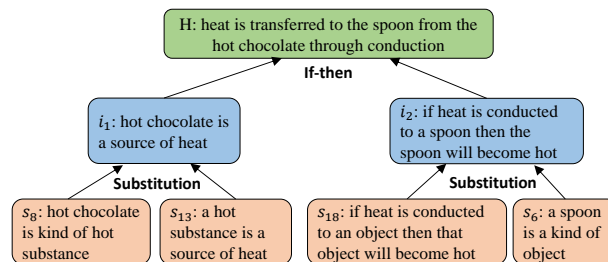 H: heat is transferred to the spoon from the
hot chocolate through conduction
If-then
i₁: hot chocolate is
a source of heat
i₂: if heat is conducted
to a spoon then the
spoon will become hot
Substitution
Substitution
s₈: hot chocolate
is kind of hot
substance
s₁₃: a hot
substance is a
source of heat
s₁₈: if heat is conducted
to an object then that
object will become hot
s₆: a spoon
is a kind of
object